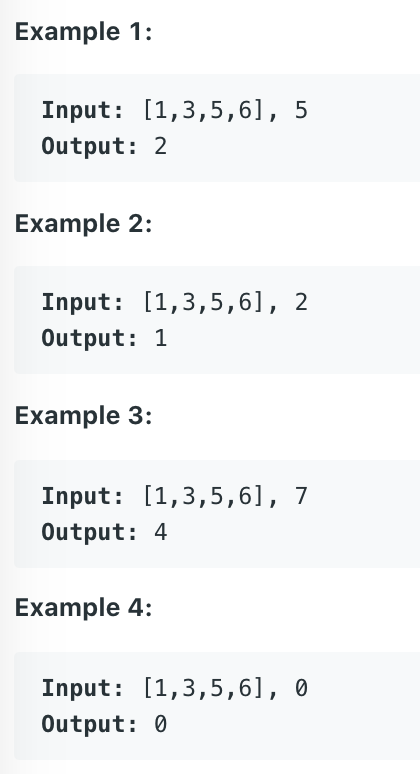 Example 1:
Input: [1,3,5,6], 5
Output: 2
Example 2:
Input: [1,3,5,6], 2
Output: 1
Example 3:
Input: [1,3,5,6], 7
Output: 4
Example 4:
Input: [1,3,5,6], 0
Output: 0